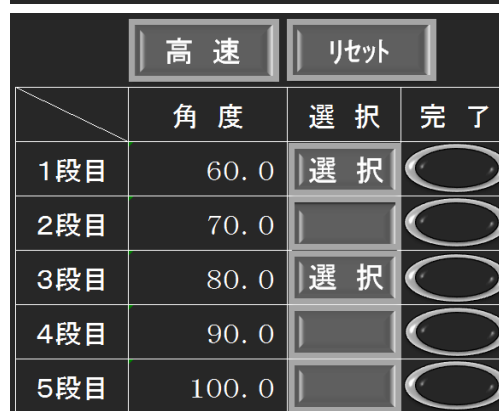 高 速 リセット
角 度 選 択 完 了
1段目 60.0 選 択
2段目 70.0
3段目 80.0 選 択
4段目 90.0
5段目 100.0